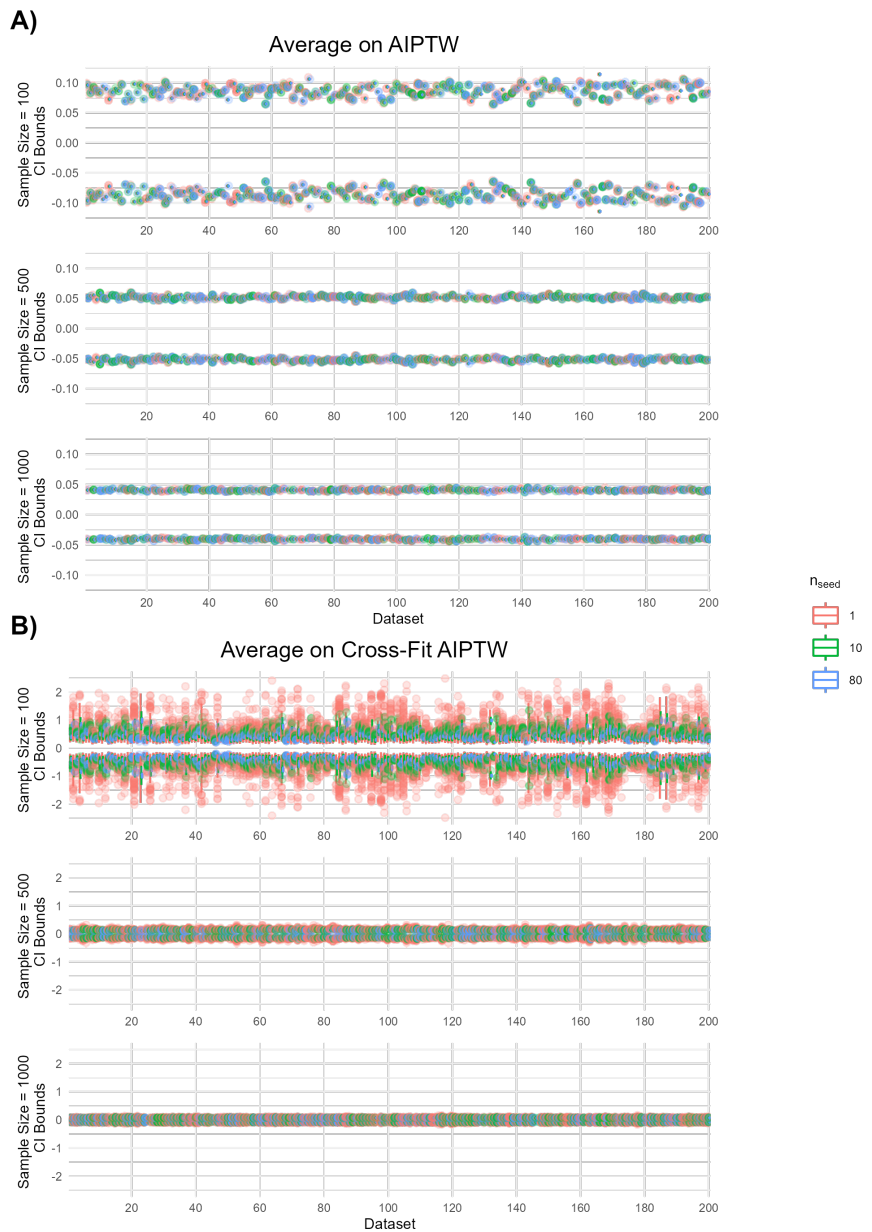 A)
Average on AIPTW
Sample Size = 100
CI Bounds
0.10
0.05
0.00
-0.05
-0.10
20 40 60 80 100 120 140 160 180 200
Sample Size = 500
CI Bounds
0.10
0.05
0.00
-0.05
-0.10
20 40 60 80 100 120 140 160 180 200
Sample Size = 1000
CI Bounds
0.10
0.05
0.00
-0.05
-0.10
20 40 60 80 100 120 140 160 180 200
Dataset
nseed
1
10
80
B)
Average on Cross-Fit AIPTW
Sample Size = 100
CI Bounds
2
1
0
-1
-2
20 40 60 80 100 120 140 160 180 200
Sample Size = 500
CI Bounds
2
1
0
-1
-2
20 40 60 80 100 120 140 160 180 200
Sample Size = 1000
CI Bounds
2
1
0
-1
-2
20 40 60 80 100 120 140 160 180 200
Dataset